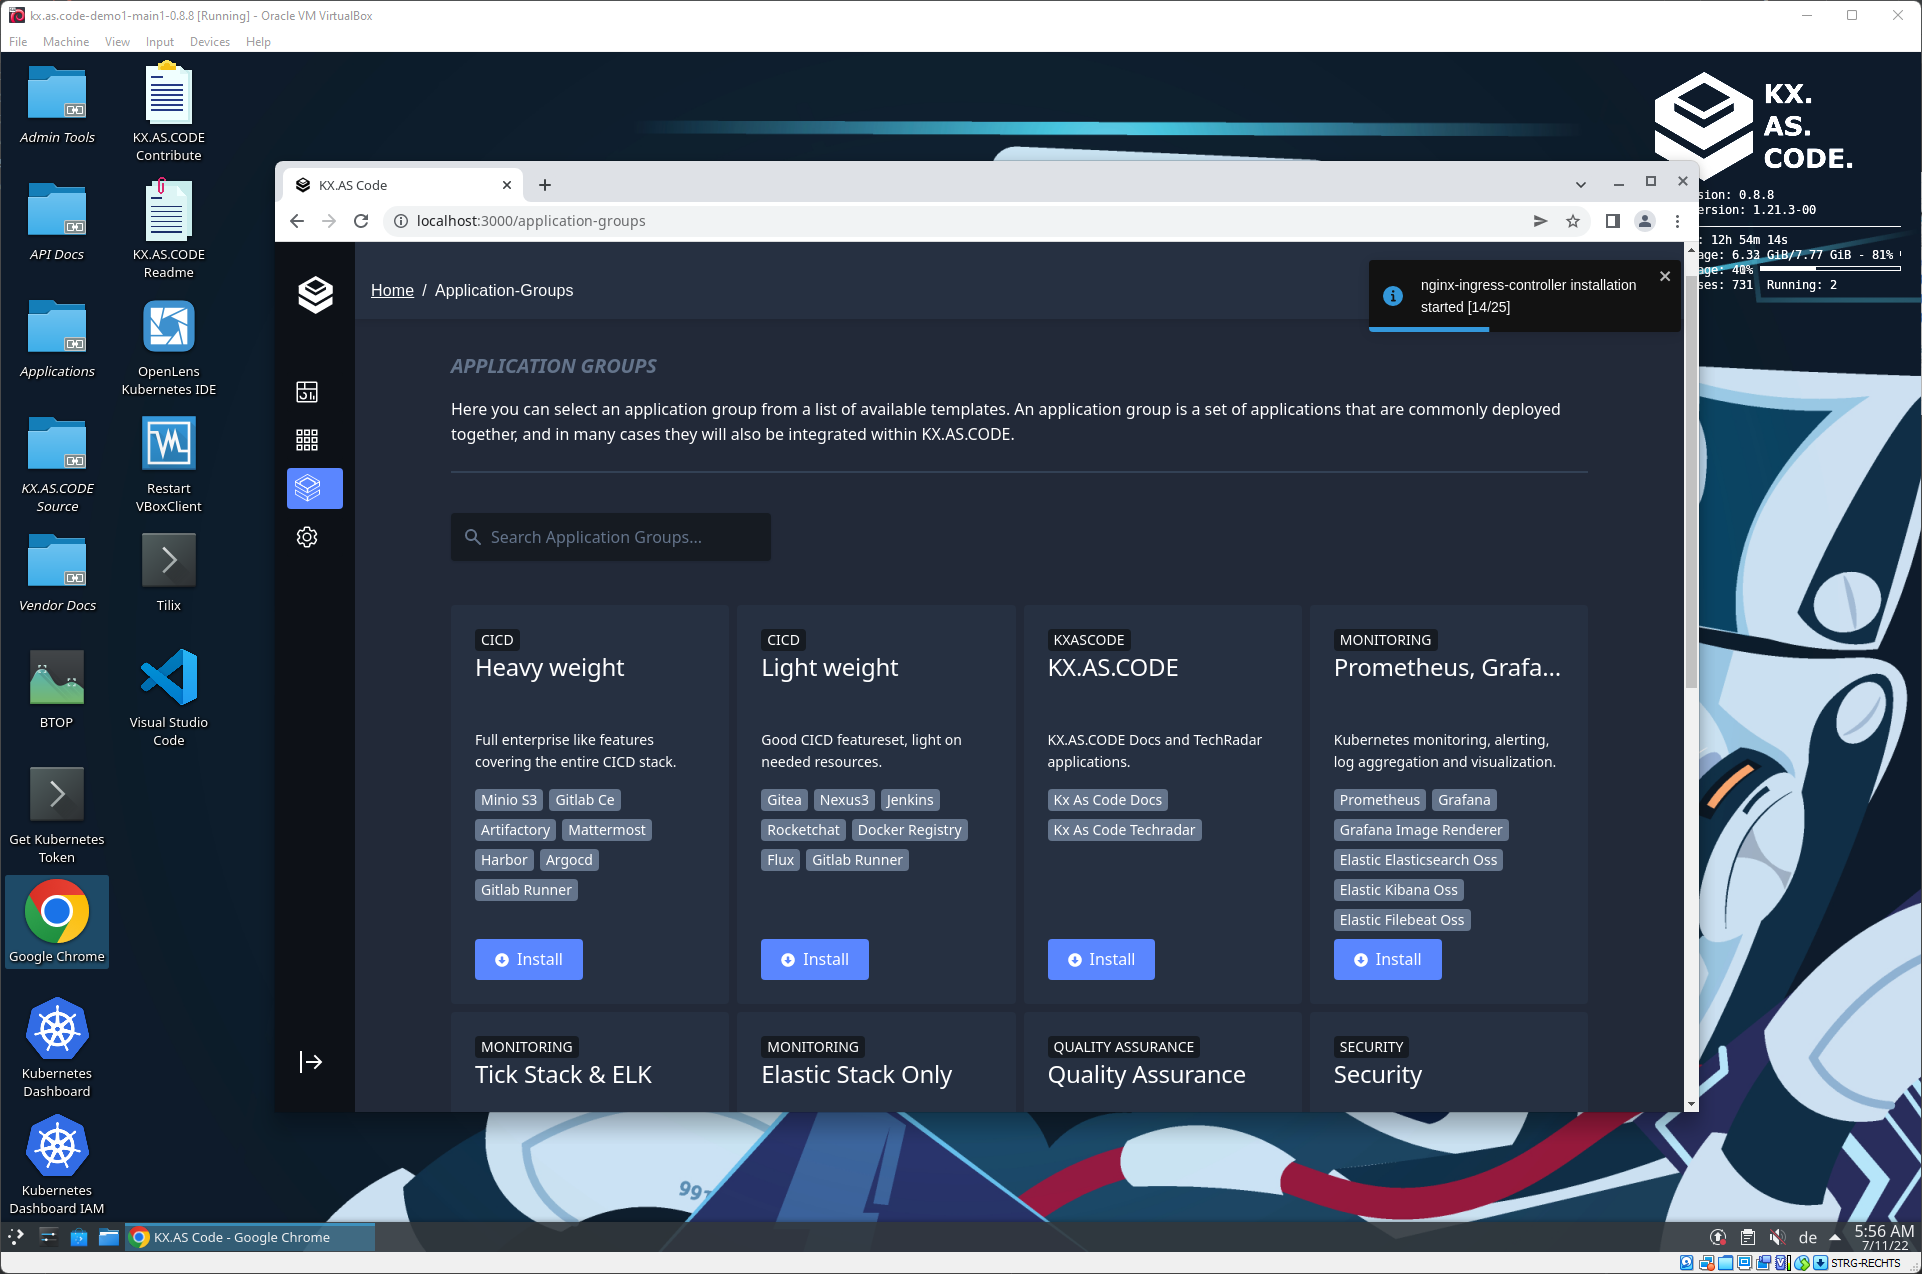 kx.as.code-demo1-main1-0.8.8 [Running] - Oracle VM VirtualBox
File Machine View Input Devices Help
Admin Tools
KX.AS.CODE
Contribute
API Docs
KX.AS.CODE
Readme
Applications
OpenLens
Kubernetes IDE
KX.AS.CODE
Source
Restart
VBoxClient
Vendor Docs
Tilix
BTOP
Visual Studio
Code
Get Kubernetes
Token
Google Chrome
Kubernetes
Dashboard
Kubernetes
Dashboard IAM
KX.
AS.
CODE.
sion: 0.8.8
ersion: 1.21.3-00
: 12h 54m 14s
age: 6.33 GiB/7.77 GiB - 81%
age: 40%
ses: 731 Running: 2
KX.AS Code
localhost:3000/application-groups
Home / Application-Groups
nginx-ingress-controller installation
started [14/25]
APPLICATION GROUPS
Here you can select an application group from a list of available templates. An application group is a set of applications that are commonly deployed
together, and in many cases they will also be integrated within KX.AS.CODE.
Search Application Groups...
CICD
Heavy weight
Full enterprise like features
covering the entire CICD stack.
Minio S3 Gitlab Ce
Artifactory Mattermost
Harbor Argocd
Gitlab Runner
Install
CICD
Light weight
Good CICD featureset, light on
needed resources.
Gitea Nexus3 Jenkins
Rocketchat Docker Registry
Flux Gitlab Runner
Install
KXASCODE
KX.AS.CODE
KX.AS.CODE Docs and TechRadar
applications.
Kx As Code Docs
Kx As Code Techradar
Install
MONITORING
Prometheus, Grafa...
Kubernetes monitoring, alerting,
log aggregation and visualization.
Prometheus Grafana
Grafana Image Renderer
Elastic Elasticsearch Oss
Elastic Kibana Oss
Elastic Filebeat Oss
Install
MONITORING
Tick Stack & ELK
MONITORING
Elastic Stack Only
QUALITY ASSURANCE
Quality Assurance
SECURITY
Security
KX.AS Code - Google Chrome
de
5:56 AM
7/11/22
STRG-RECHTS